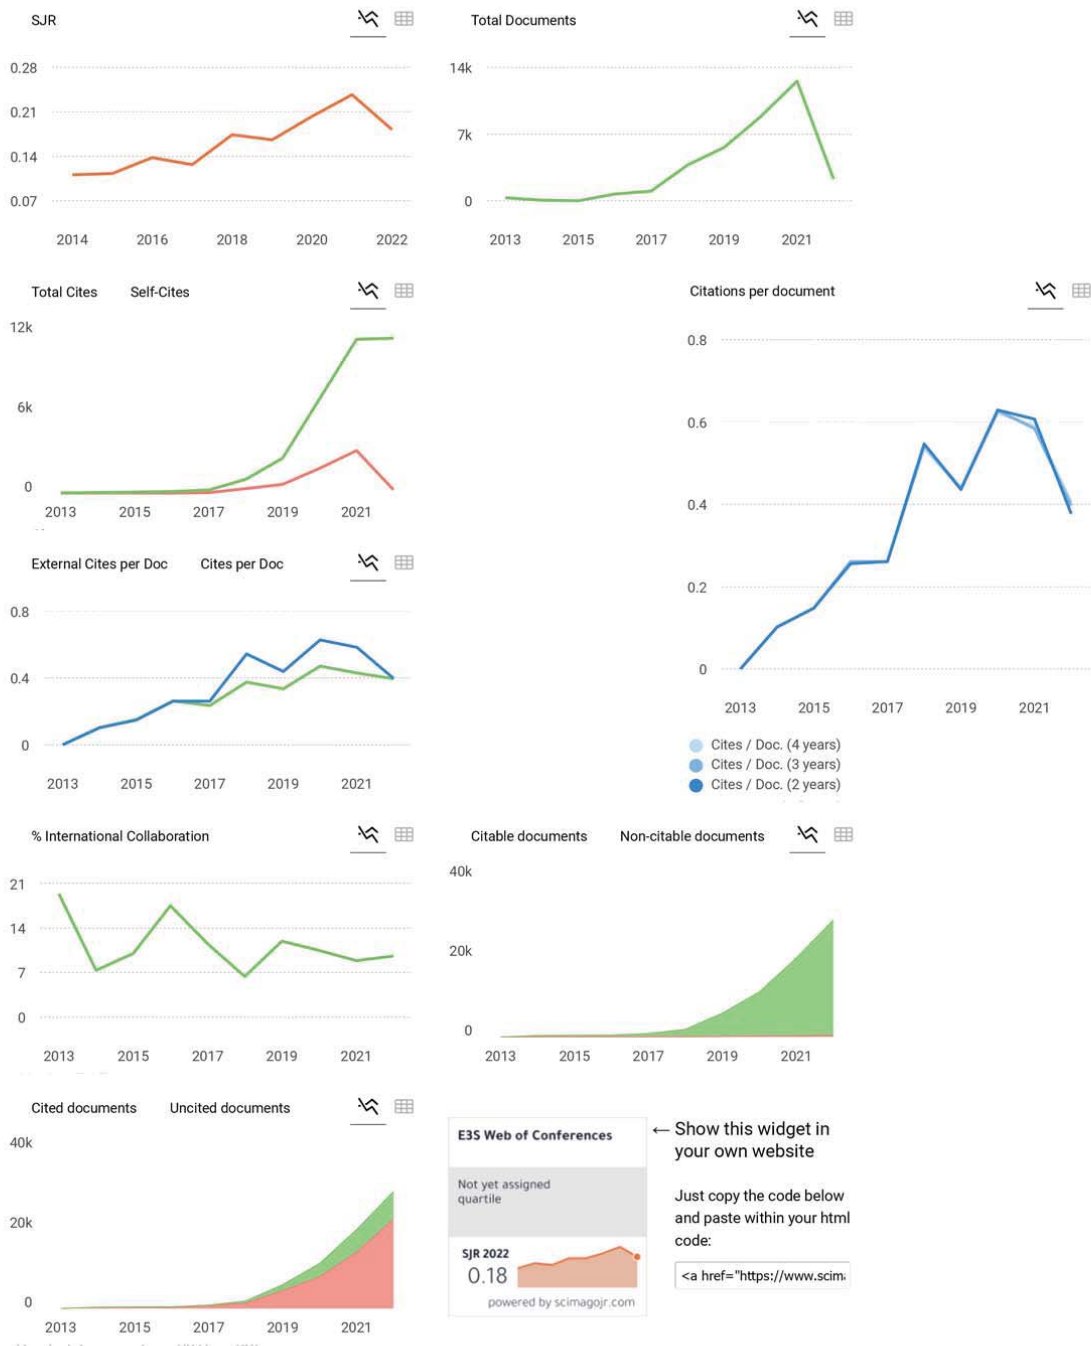 SJR
0.28
0.21
0.14
0.07
2014 2016 2018 2020 2022
Total Documents
14k
7k
0
2013 2015 2017 2019 2021
Total Cites Self-Cites
12k
6k
0
2013 2015 2017 2019 2021
Citations per document
0.8
0.6
0.4
0.2
0
2013 2015 2017 2019 2021
Cites / Doc. (4 years)
Cites / Doc. (3 years)
Cites / Doc. (2 years)
External Cites per Doc Cites per Doc
0.8
0.4
0
2013 2015 2017 2019 2021
% International Collaboration
21
14
7
0
2013 2015 2017 2019 2021
Citable documents Non-citable documents
40k
20k
0
2013 2015 2017 2019 2021
Cited documents Uncited documents
40k
20k
0
2013 2015 2017 2019 2021
E3S Web of Conferences
Not yet assigned
quartile
SJR 2022
0.18
powered by scimagojr.com
← Show this widget in
your own website
Just copy the code below
and paste within your html
code:
<a href="https://www.scim